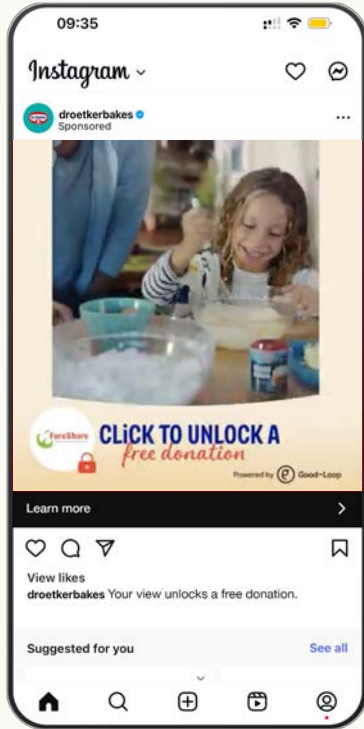 09:35
Instagram
droetkerbakes
Sponsored
FareShare
CLiCK TO UNLOCK A
free donation
Powered by Good-Loop
Learn more
View likes
droetkerbakes Your view unlocks a free donation.
Suggested for you
See all